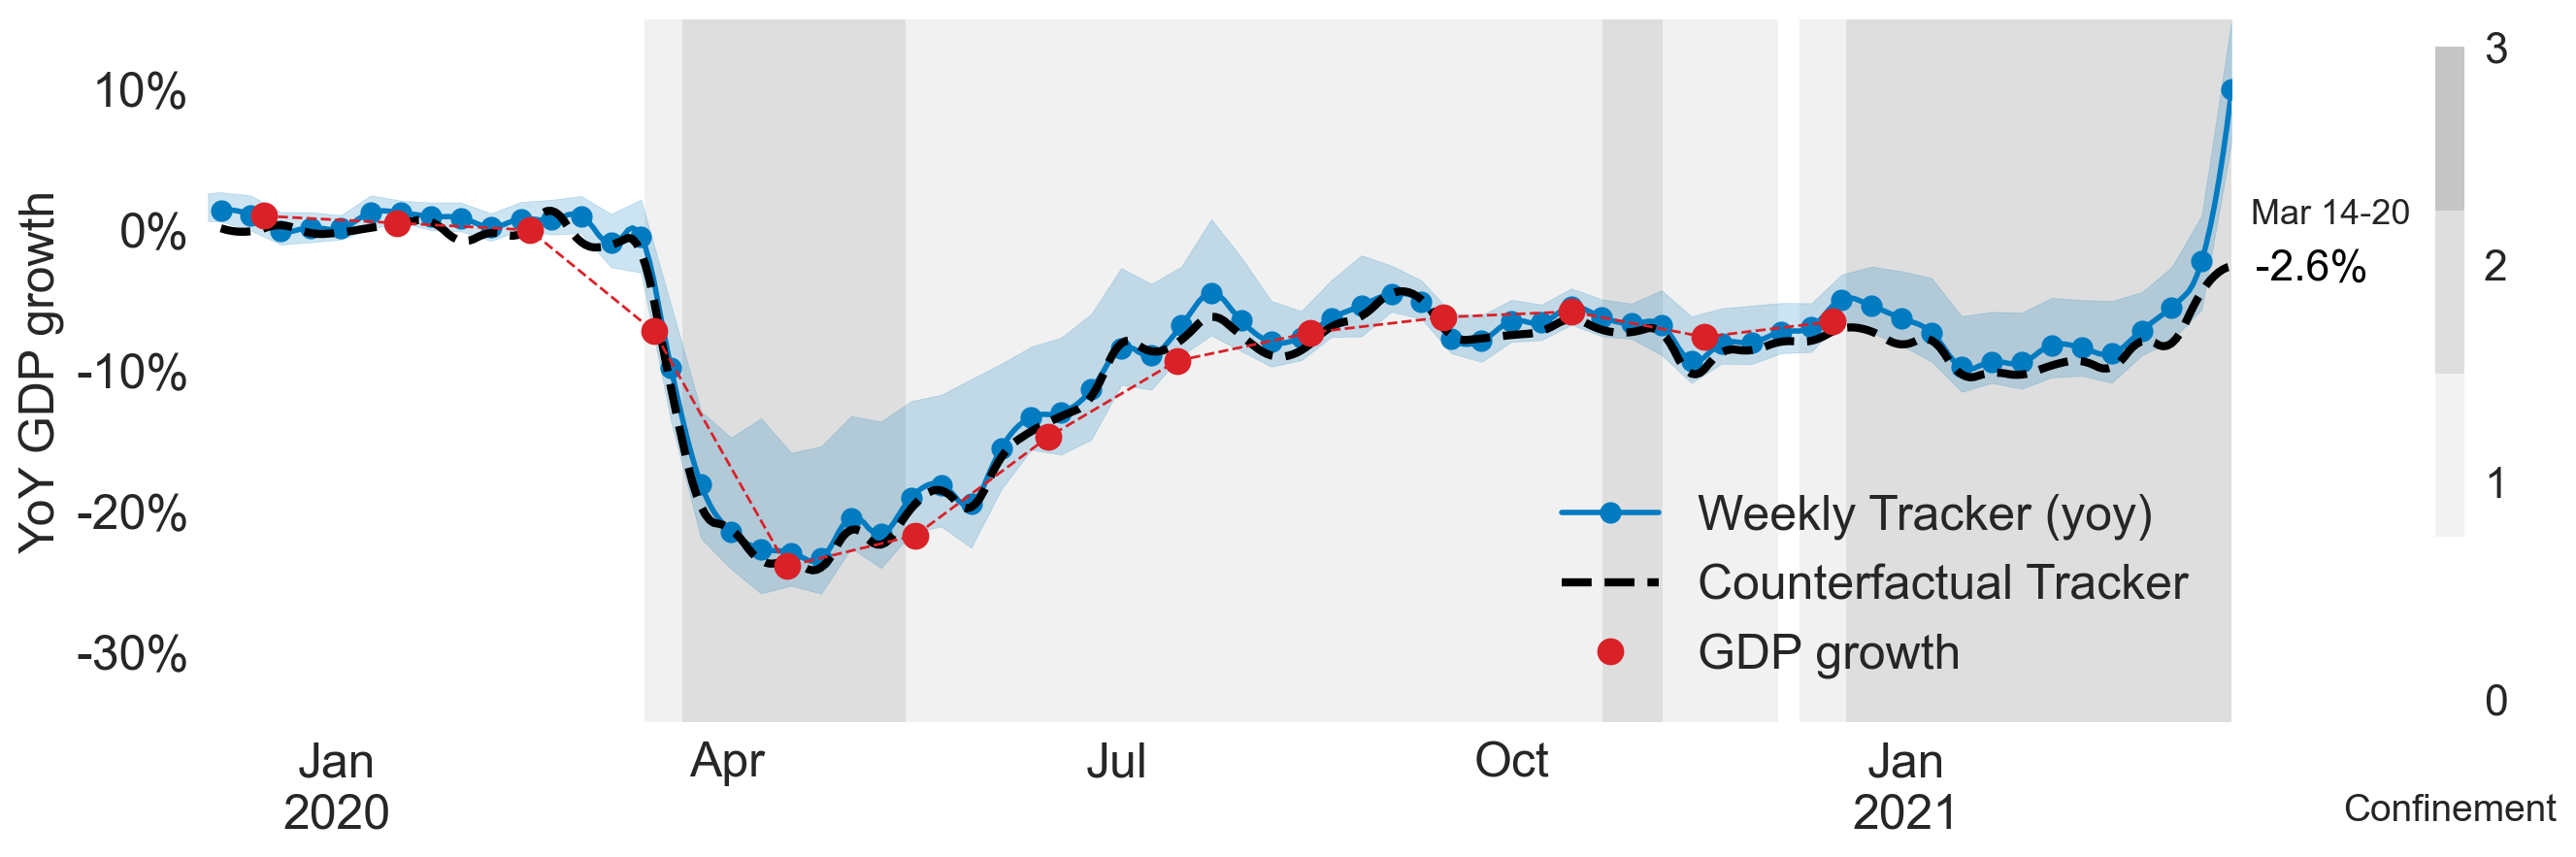 YoY GDP growth
10%
0%
-10%
-20%
-30%
Jan
2020
Apr
Jul
Oct
Jan
2021
Weekly Tracker (yoy)
Counterfactual Tracker
GDP growth
Mar 14-20
-2.6%
3
2
1
0
Confinement